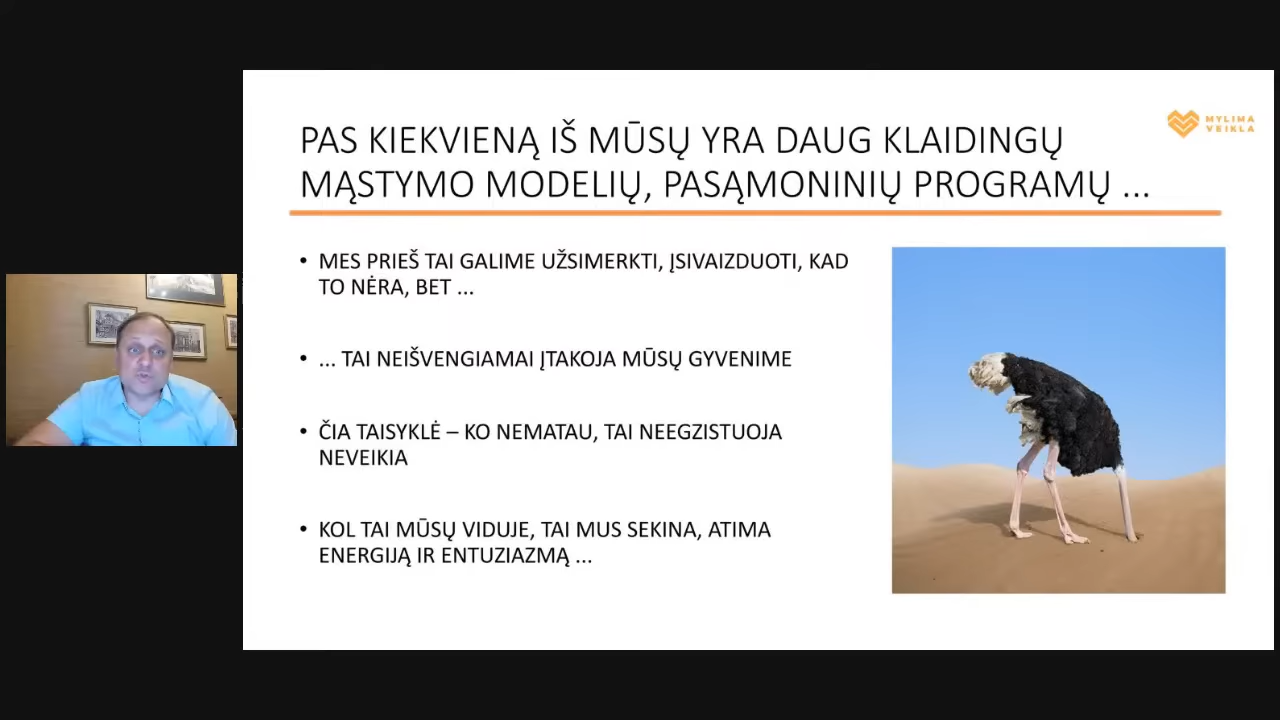 PAS KIEKVIENĄ IŠ MŪSŲ YRA DAUG KLAIDINGŲ
MĄSTYMO MODELIŲ, PASĄMONINIŲ PROGRAMŲ ...
MYLIMA
VEIKLA
• MES PRIEŠ TAI GALIME UŽSIMERKTI, ĮSIVAIZDUOTI, KAD
TO NĖRA, BET ...
• ... TAI NEIŠVENGIAMAI ĮTAKOJA MŪSŲ GYVENIME
• ČIA TAISYKLĖ – KO NEMATAU, TAI NEEGZISTUOJA
NEVEIKIA
• KOL TAI MŪSŲ VIDUJE, TAI MUS SEKINA, ATIMA
ENERGIJĄ IR ENTUZIAZMĄ ...